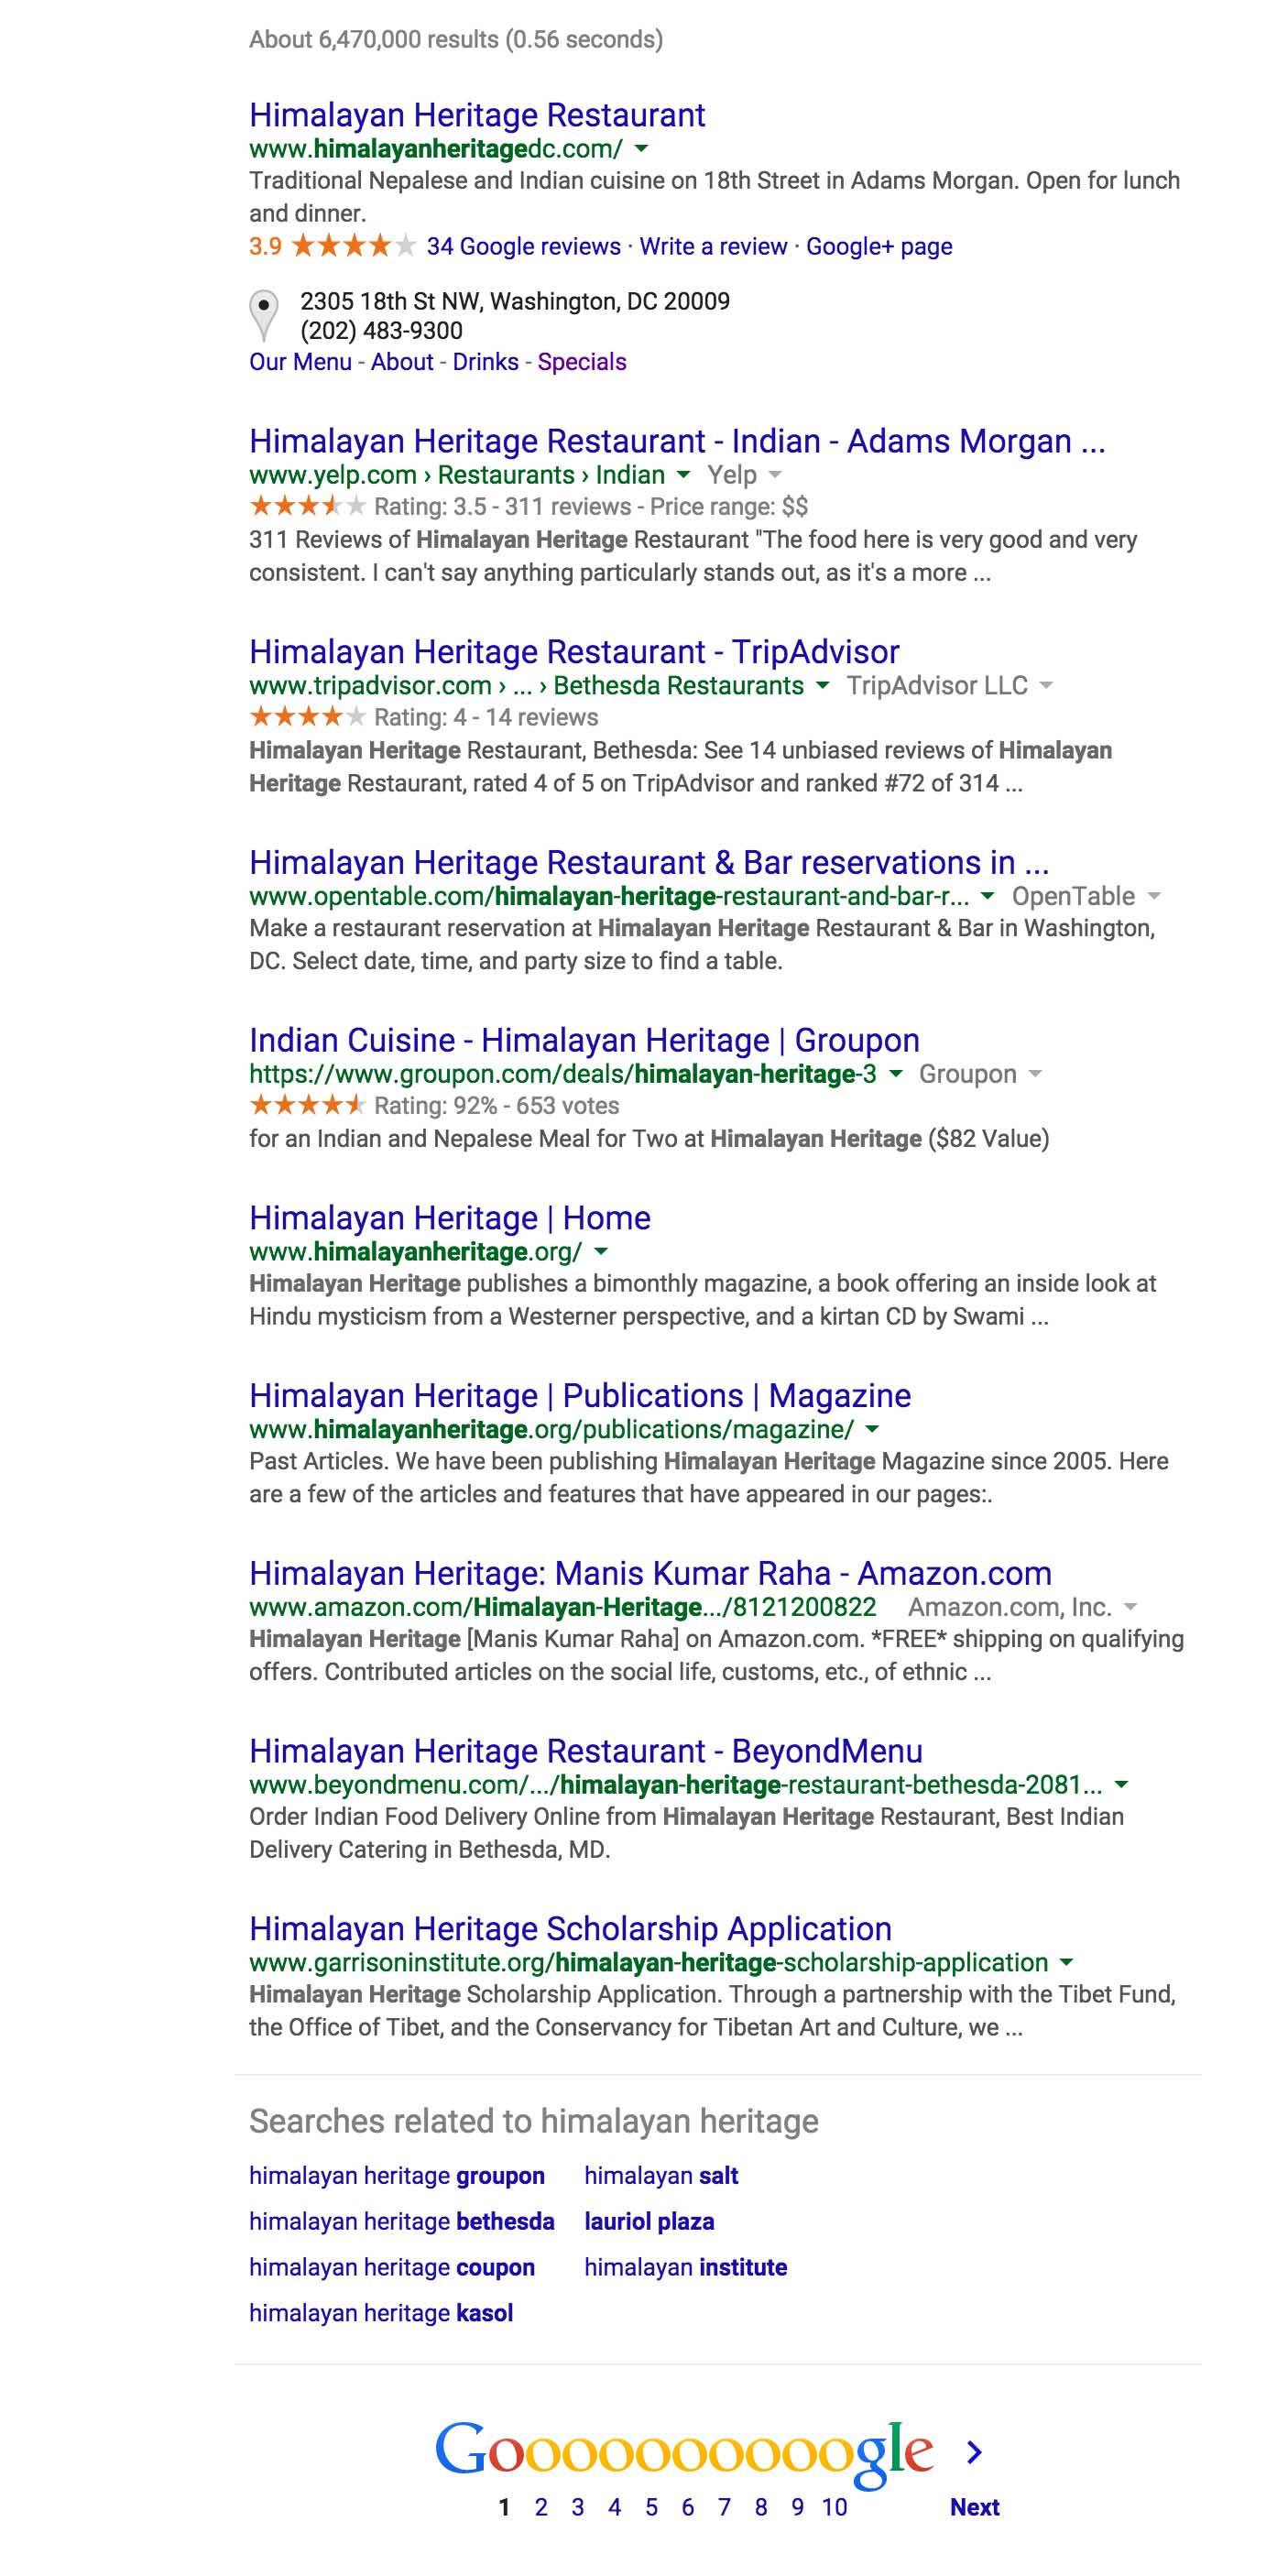 About 6,470,000 results (0.56 seconds)
Himalayan Heritage Restaurant
www.himalayanheritagedc.com/
Traditional Nepalese and Indian cuisine on 18th Street in Adams Morgan. Open for lunch
and dinner.
3.9 34 Google reviews · Write a review · Google+ page
2305 18th St NW, Washington, DC 20009
(202) 483-9300
Our Menu - About - Drinks - Specials
Himalayan Heritage Restaurant - Indian - Adams Morgan ...
www.yelp.com › Restaurants › Indian Yelp
Rating: 3.5 - 311 reviews - Price range: $$
311 Reviews of Himalayan Heritage Restaurant "The food here is very good and very
consistent. I can't say anything particularly stands out, as it's a more ...
Himalayan Heritage Restaurant - TripAdvisor
www.tripadvisor.com › ... › Bethesda Restaurants TripAdvisor LLC
Rating: 4 - 14 reviews
Himalayan Heritage Restaurant, Bethesda: See 14 unbiased reviews of Himalayan
Heritage Restaurant, rated 4 of 5 on TripAdvisor and ranked #72 of 314 ...
Himalayan Heritage Restaurant & Bar reservations in ...
www.opentable.com/himalayan-heritage-restaurant-and-bar-r... OpenTable
Make a restaurant reservation at Himalayan Heritage Restaurant & Bar in Washington,
DC. Select date, time, and party size to find a table.
Indian Cuisine - Himalayan Heritage | Groupon
https://www.groupon.com/deals/himalayan-heritage-3 Groupon
Rating: 92% - 653 votes
for an Indian and Nepalese Meal for Two at Himalayan Heritage ($82 Value)
Himalayan Heritage | Home
www.himalayanheritage.org/
Himalayan Heritage publishes a bimonthly magazine, a book offering an inside look at
Hindu mysticism from a Westerner perspective, and a kirtan CD by Swami ...
Himalayan Heritage | Publications | Magazine
www.himalayanheritage.org/publications/magazine/
Past Articles. We have been publishing Himalayan Heritage Magazine since 2005. Here
are a few of the articles and features that have appeared in our pages:.
Himalayan Heritage: Manis Kumar Raha - Amazon.com
www.amazon.com/Himalayan-Heritage.../8121200822 Amazon.com, Inc.
Himalayan Heritage [Manis Kumar Raha] on Amazon.com. *FREE* shipping on qualifying
offers. Contributed articles on the social life, customs, etc., of ethnic ...
Himalayan Heritage Restaurant - BeyondMenu
www.beyondmenu.com/.../himalayan-heritage-restaurant-bethesda-2081...
Order Indian Food Delivery Online from Himalayan Heritage Restaurant, Best Indian
Delivery Catering in Bethesda, MD.
Himalayan Heritage Scholarship Application
www.garrisoninstitute.org/himalayan-heritage-scholarship-application
Himalayan Heritage Scholarship Application. Through a partnership with the Tibet Fund,
the Office of Tibet, and the Conservancy for Tibetan Art and Culture, we ...
Searches related to himalayan heritage
himalayan heritage groupon himalayan salt
himalayan heritage bethesda lauriol plaza
himalayan heritage coupon himalayan institute
himalayan heritage kasol
Goooooooooogle
1 2 3 4 5 6 7 8 9 10 Next